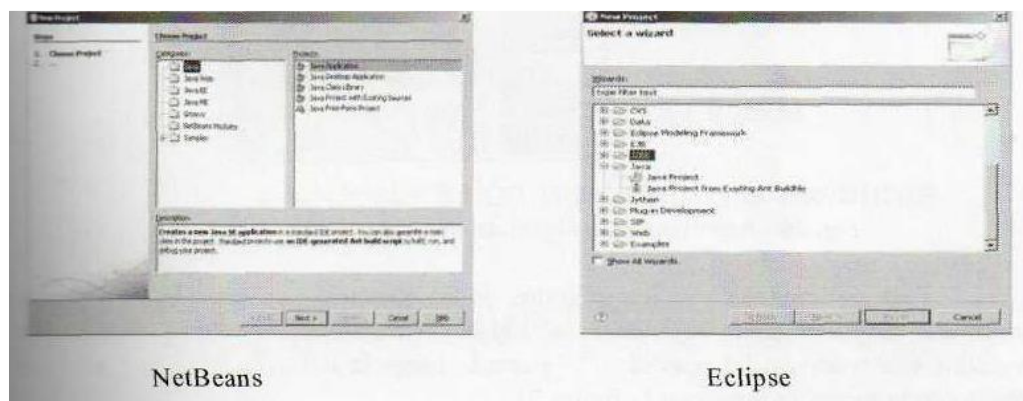 New Project
Steps
Choose Project
1. Choose Project
2. ...
Categories:
Projects:
Java
Java Web
Java EE
Java ME
Groovy
NetBeans Modules
Samples
Java Application
Java Desktop Application
Java Class Library
Java Project with Existing Sources
Java Free-Form Project
Description:
Creates a new Java SE application in a standard IDE project. You can also generate a main
class in the project. Standard projects use an IDE-generated Ant build script to build, run, and
debug your project.
Next >
Cancel
Help
NetBeans
New Project
Select a wizard
Wizards:
type filter text
CVS
Data
Eclipse Modeling Framework
EJB
J2EE
Java
Java Project
Java Project from Existing Ant Buildfile
Jython
Plug-in Development
SIP
Web
Examples
Show All Wizards.
Cancel
Eclipse